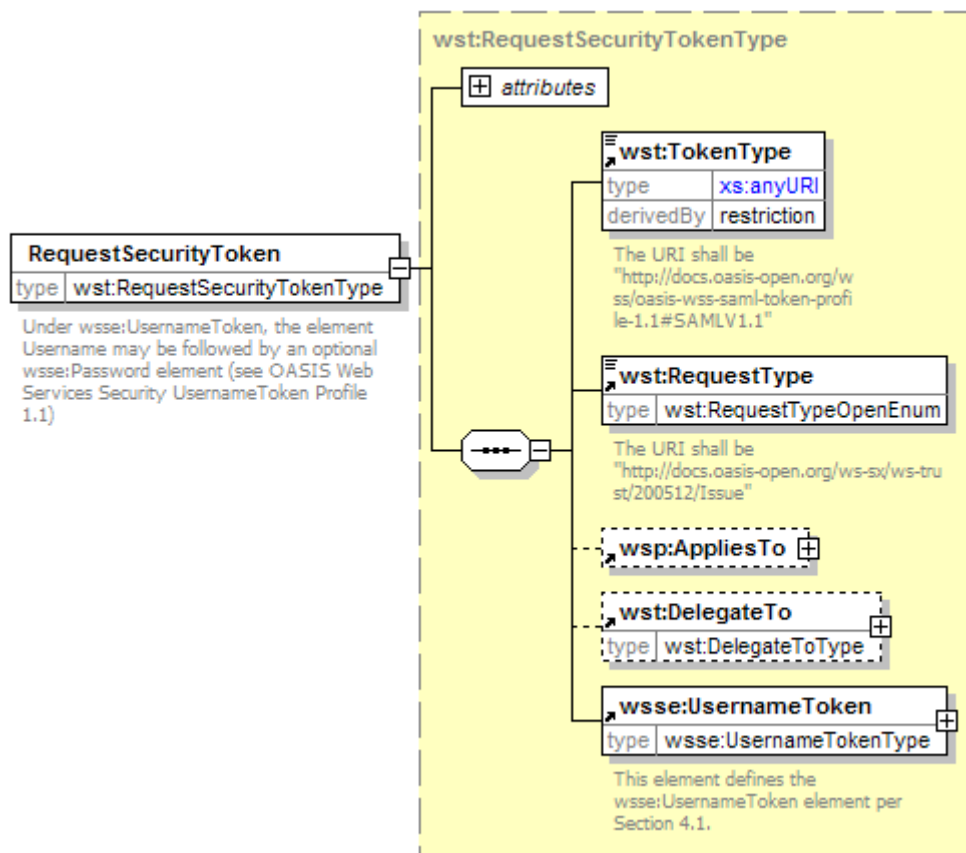 wst:RequestSecurityTokenType
attributes
wst:TokenType
type xs:anyURI
derivedBy restriction
The URI shall be
"http://docs.oasis-open.org/w
ss/oasis-wss-saml-token-profi
le-1.1#SAMLV1.1"
RequestSecurityToken
type wst:RequestSecurityTokenType
Under wsse:UsernameToken, the element
Username may be followed by an optional
wsse:Password element (see OASIS Web
Services Security UsernameToken Profile
1.1)
wst:RequestType
type wst:RequestTypeOpenEnum
The URI shall be
"http://docs.oasis-open.org/ws-sx/ws-tru
st/200512/Issue"
wsp:AppliesTo
wst:DelegateTo
type wst:DelegateToType
wsse:UsernameToken
type wsse:UsernameTokenType
This element defines the
wsse:UsernameToken element per
Section 4.1.